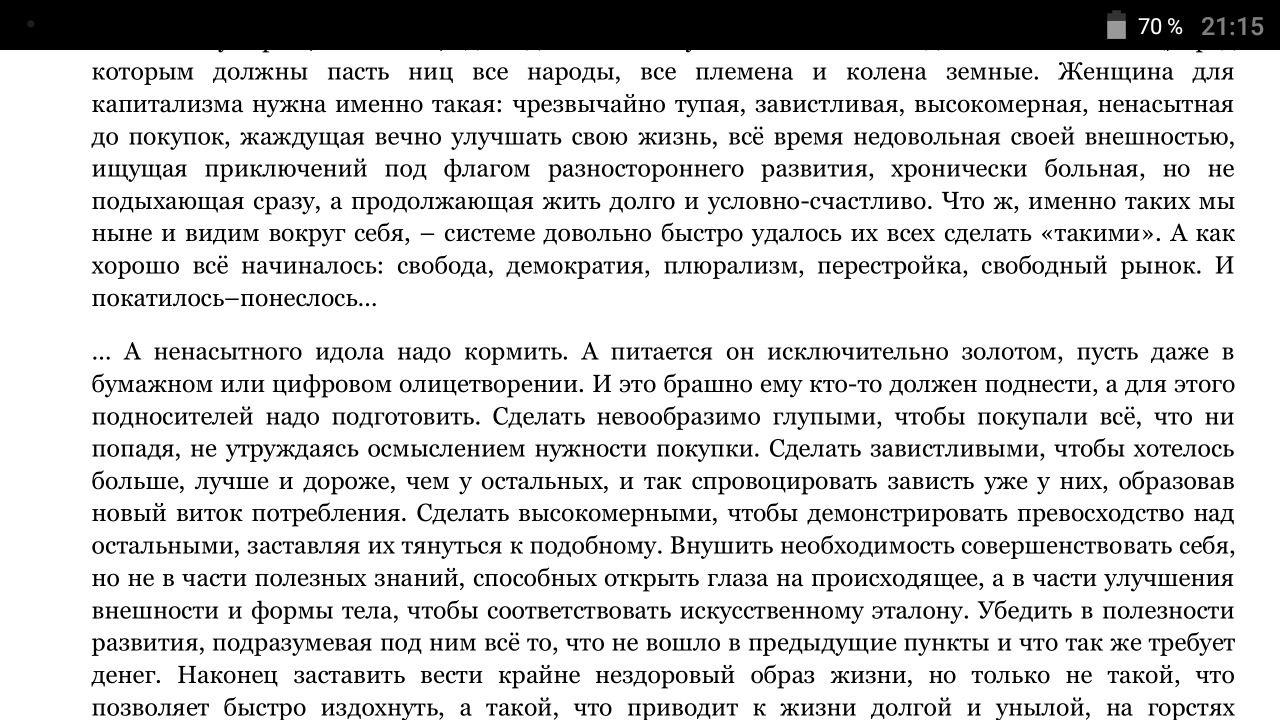 70 % 21:15
которым должны пасть ниц все народы, все племена и колена земные. Женщина для
капитализма нужна именно такая: чрезвычайно тупая, завистливая, высокомерная, ненасытная
до покупок, жаждущая вечно улучшать свою жизнь, всё время недовольная своей внешностью,
ищущая приключений под флагом разностороннего развития, хронически больная, но не
подыхающая сразу, а продолжающая жить долго и условно-счастливо. Что ж, именно таких мы
ныне и видим вокруг себя, – системе довольно быстро удалось их всех сделать «такими». А как
хорошо всё начиналось: свобода, демократия, плюрализм, перестройка, свободный рынок. И
покатилось–понеслось...
... А ненасытного идола надо кормить. А питается он исключительно золотом, пусть даже в
бумажном или цифровом олицетворении. И это брашно ему кто-то должен поднести, а для этого
подносителей надо подготовить. Сделать невообразимо глупыми, чтобы покупали всё, что ни
попадя, не утруждаясь осмыслением нужности покупки. Сделать завистливыми, чтобы хотелось
больше, лучше и дороже, чем у остальных, и так спровоцировать зависть уже у них, образовав
новый виток потребления. Сделать высокомерными, чтобы демонстрировать превосходство над
остальными, заставляя их тянуться к подобному. Внушить необходимость совершенствовать себя,
но не в части полезных знаний, способных открыть глаза на происходящее, а в части улучшения
внешности и формы тела, чтобы соответствовать искусственному эталону. Убедить в полезности
развития, подразумевая под ним всё то, что не вошло в предыдущие пункты и что так же требует
денег. Наконец заставить вести крайне нездоровый образ жизни, но только не такой, что
позволяет быстро издохнуть, а такой, что приводит к жизни долгой и унылой, на горстях